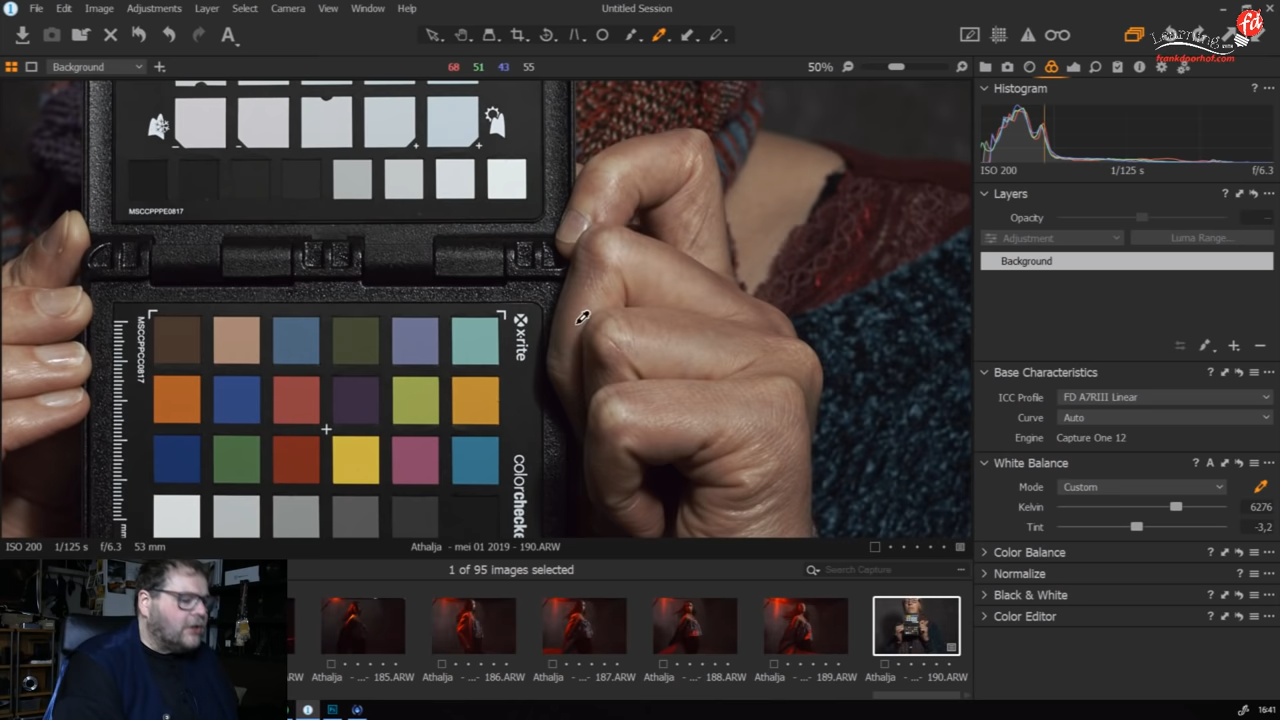 File Edit Image Adjustments Layer Select Camera View Window Help
Untitled Session
Learning
fd
frankdoorhof.com
Background
68 51 43 55
50%
MSCCPPPE0817
MSCCPPCC0817
x·rite
colorchecke
mm
Histogram
ISO 200 1/125 s f/6.3
Layers
Opacity
Adjustment
Luma Range...
Background
Base Characteristics
ICC Profile FD A7RIII Linear
Curve Auto
Engine Capture One 12
White Balance
Mode Custom
Kelvin 6276
Tint -3,2
Color Balance
Normalize
Black & White
Color Editor
ISO 200 1/125 s f/6.3 53 mm
Athalja - mei 01 2019 - 190.ARW
1 of 95 images selected
Search Capture
RW
Athalja - ...- 185.ARW
Athalja - ...- 186.ARW
Athalja - ...- 187.ARW
Athalja - ...- 188.ARW
Athalja - ...- 189.ARW
Athalja - ...- 190.ARW
16:41